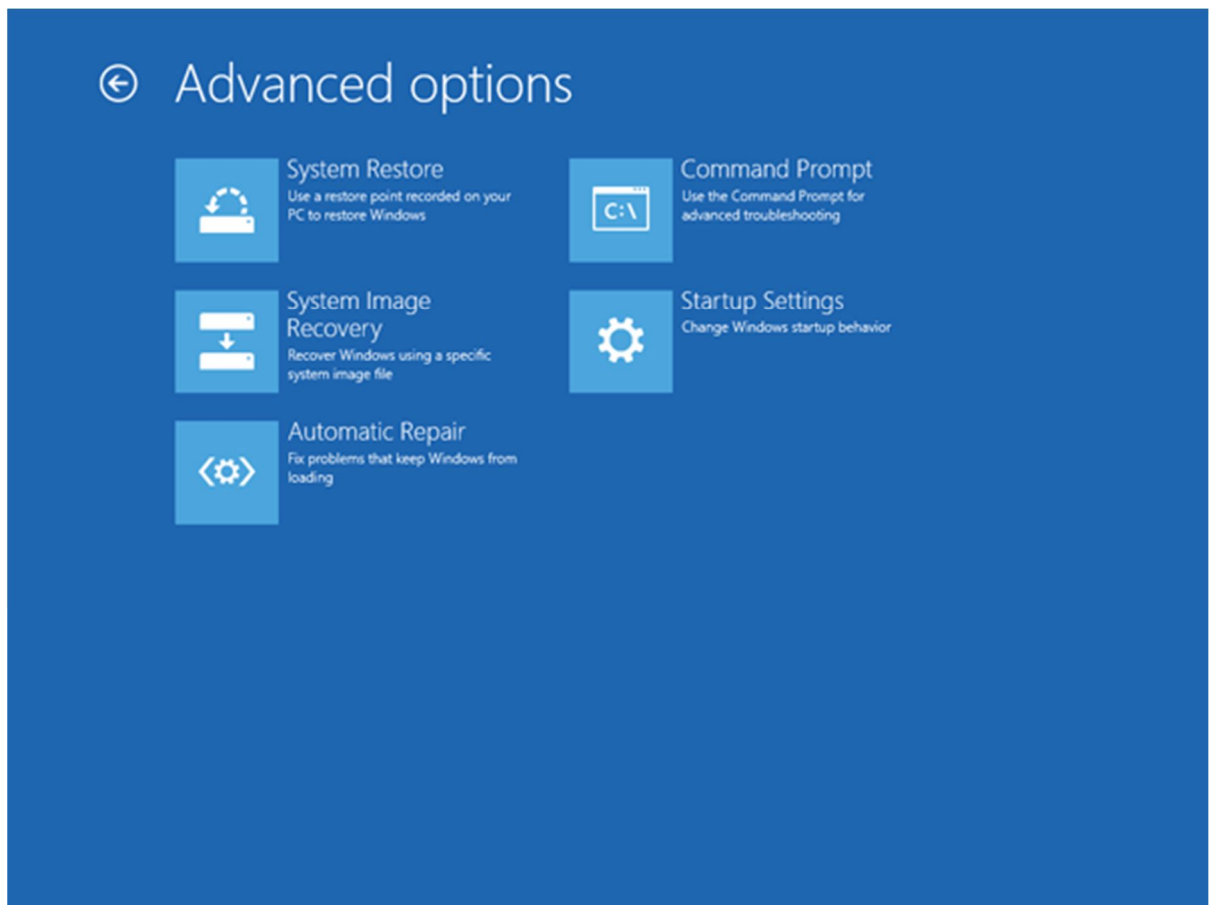 Advanced options
System Restore
Use a restore point recorded on your
PC to restore Windows
Command Prompt
Use the Command Prompt for
advanced troubleshooting
C:\
System Image
Recovery
Recover Windows using a specific
system image file
Startup Settings
Change Windows startup behavior
Automatic Repair
Fix problems that keep Windows from
loading